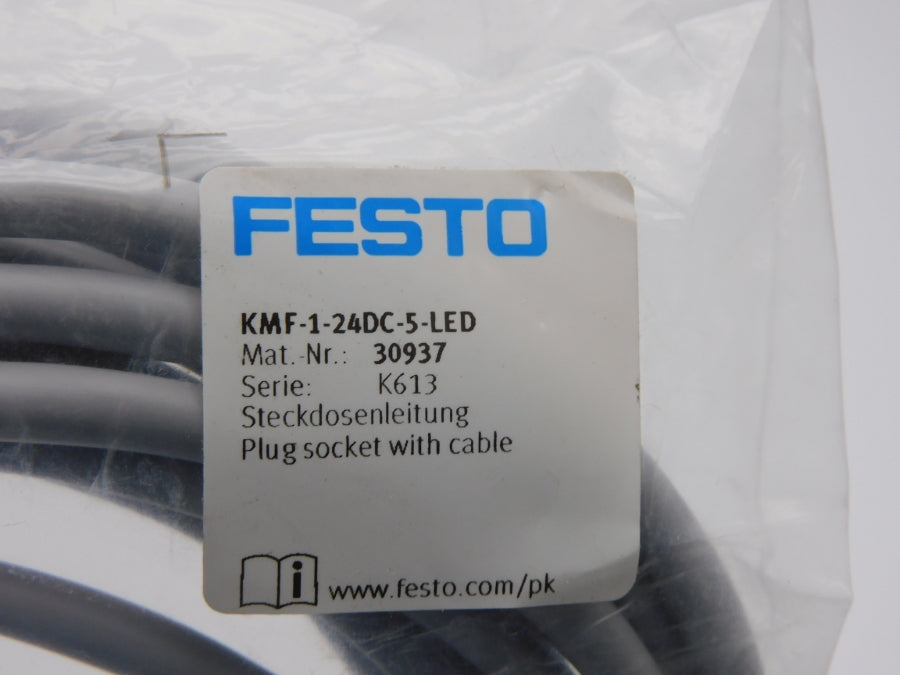 FESTO
KMF-1-24DC-5-LED
Mat.-Nr.: 30937
Serie: K613
Steckdosenleitung
Plug socket with cable
i www.festo.com/pk